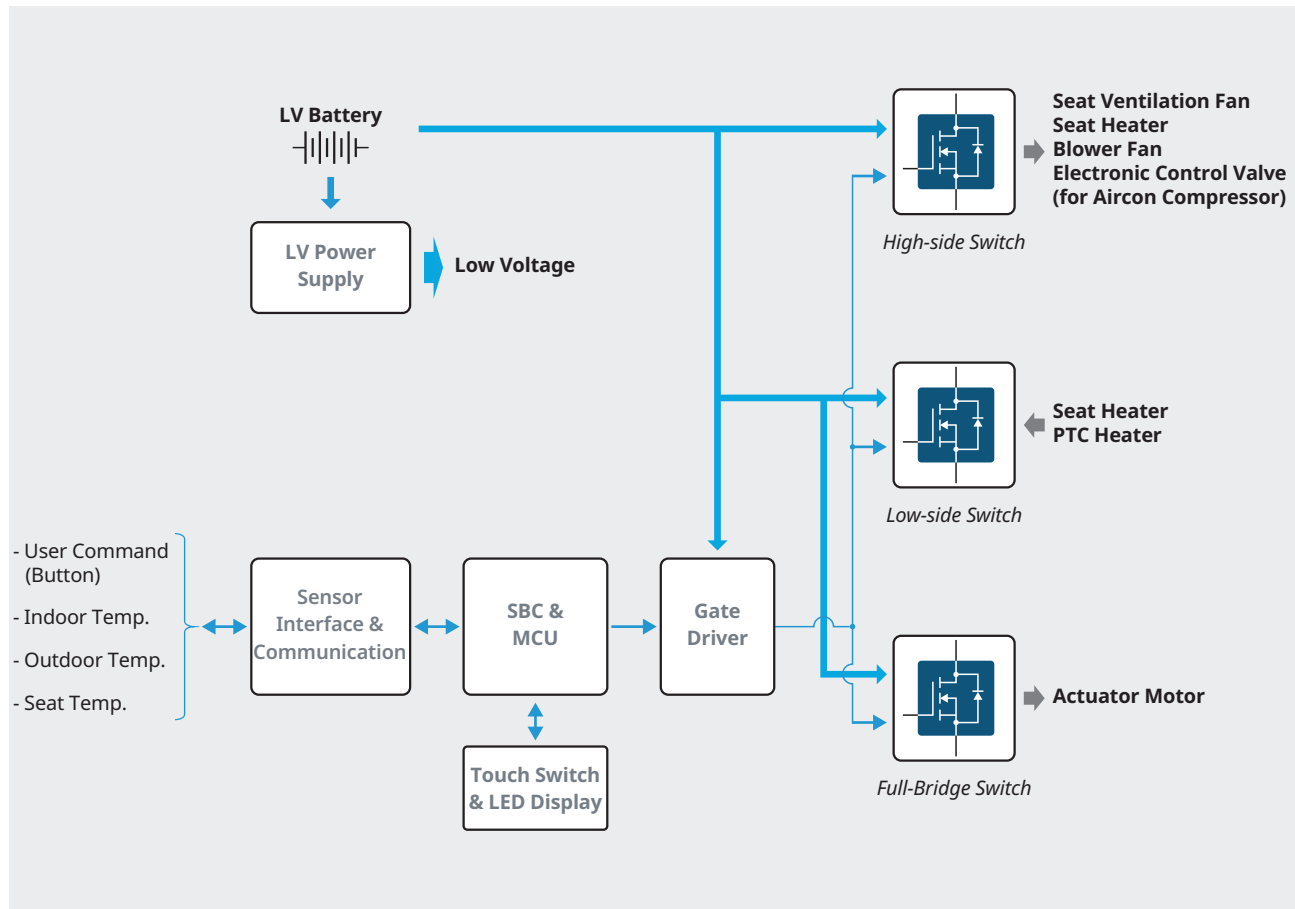 LV Battery
LV Power
Supply
Low Voltage
Seat Ventilation Fan
Seat Heater
Blower Fan
Electronic Control Valve
(for Aircon Compressor)
High-side Switch
Seat Heater
PTC Heater
Low-side Switch
- User Command
(Button)
- Indoor Temp.
- Outdoor Temp.
- Seat Temp.
Sensor
Interface &
Communication
SBC &
MCU
Gate
Driver
Touch Switch
& LED Display
Actuator Motor
Full-Bridge Switch